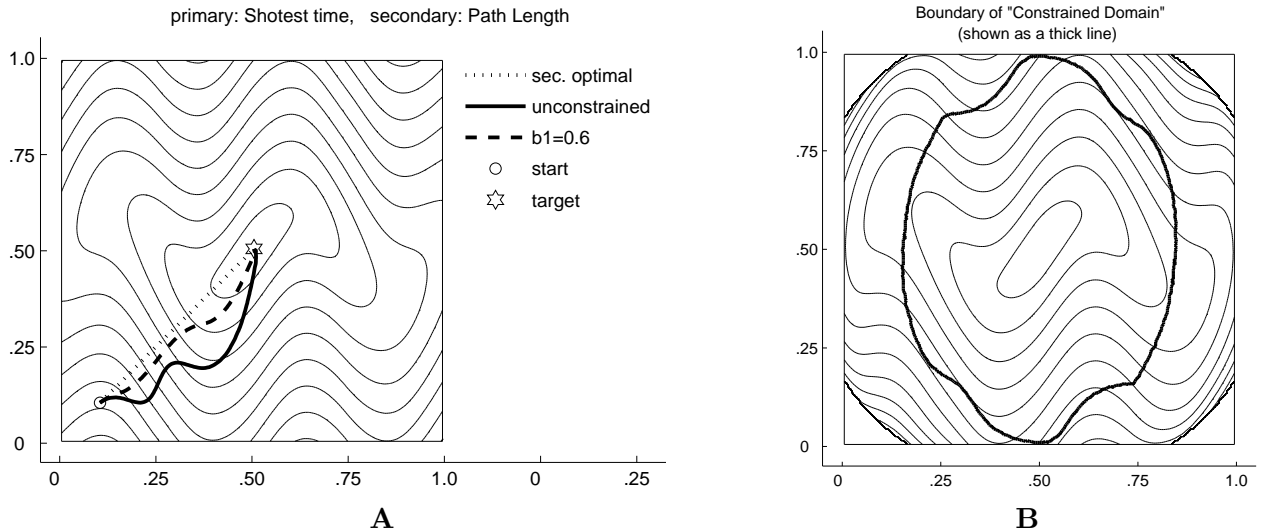 primary: Shotest time,   secondary: Path Length
1.0
.75
.50
.25
0
0 .25 .50 .75 1.0 0 .25
sec. optimal
unconstrained
b1=0.6
start
target
A
Boundary of "Constrained Domain"
(shown as a thick line)
1.0
.75
.50
.25
0
0 .25 .50 .75 1.0
B